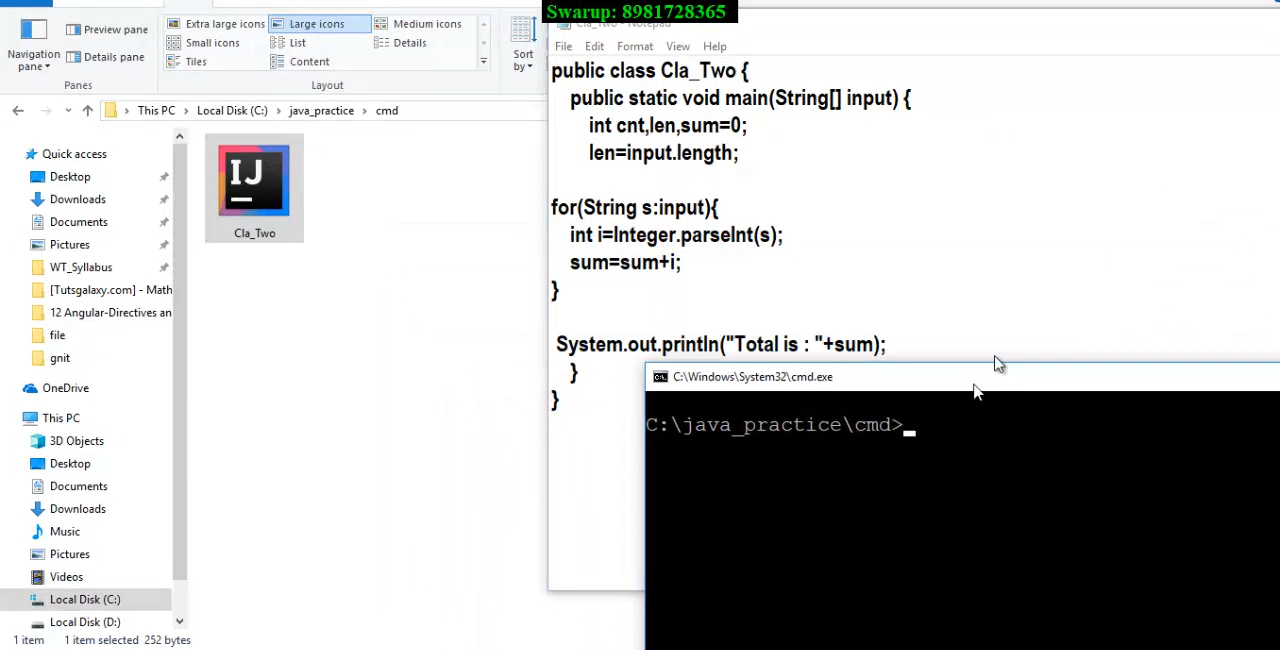 Swarup: 8981728365
Navigation pane
Preview pane
Details pane
Panes
Extra large icons
Large icons
Medium icons
Small icons
List
Details
Tiles
Content
Layout
Sort by
This PC > Local Disk (C:) > java_practice > cmd
Quick access
Desktop
Downloads
Documents
Pictures
WT_Syllabus
[Tutsgalaxy.com] - Math
12 Angular-Directives an
file
gnit
OneDrive
This PC
3D Objects
Desktop
Documents
Downloads
Music
Pictures
Videos
Local Disk (C:)
Local Disk (D:)
1 item
1 item selected 252 bytes
IJ
Cla_Two
Cla_Two - Notepad
File Edit Format View Help
public class Cla_Two {
public static void main(String[] input) {
int cnt,len,sum=0;
len=input.length;
for(String s:input){
int i=Integer.parseInt(s);
sum=sum+i;
}
System.out.println("Total is : "+sum);
}
}
C:\Windows\System32\cmd.exe
C:\java_practice\cmd>